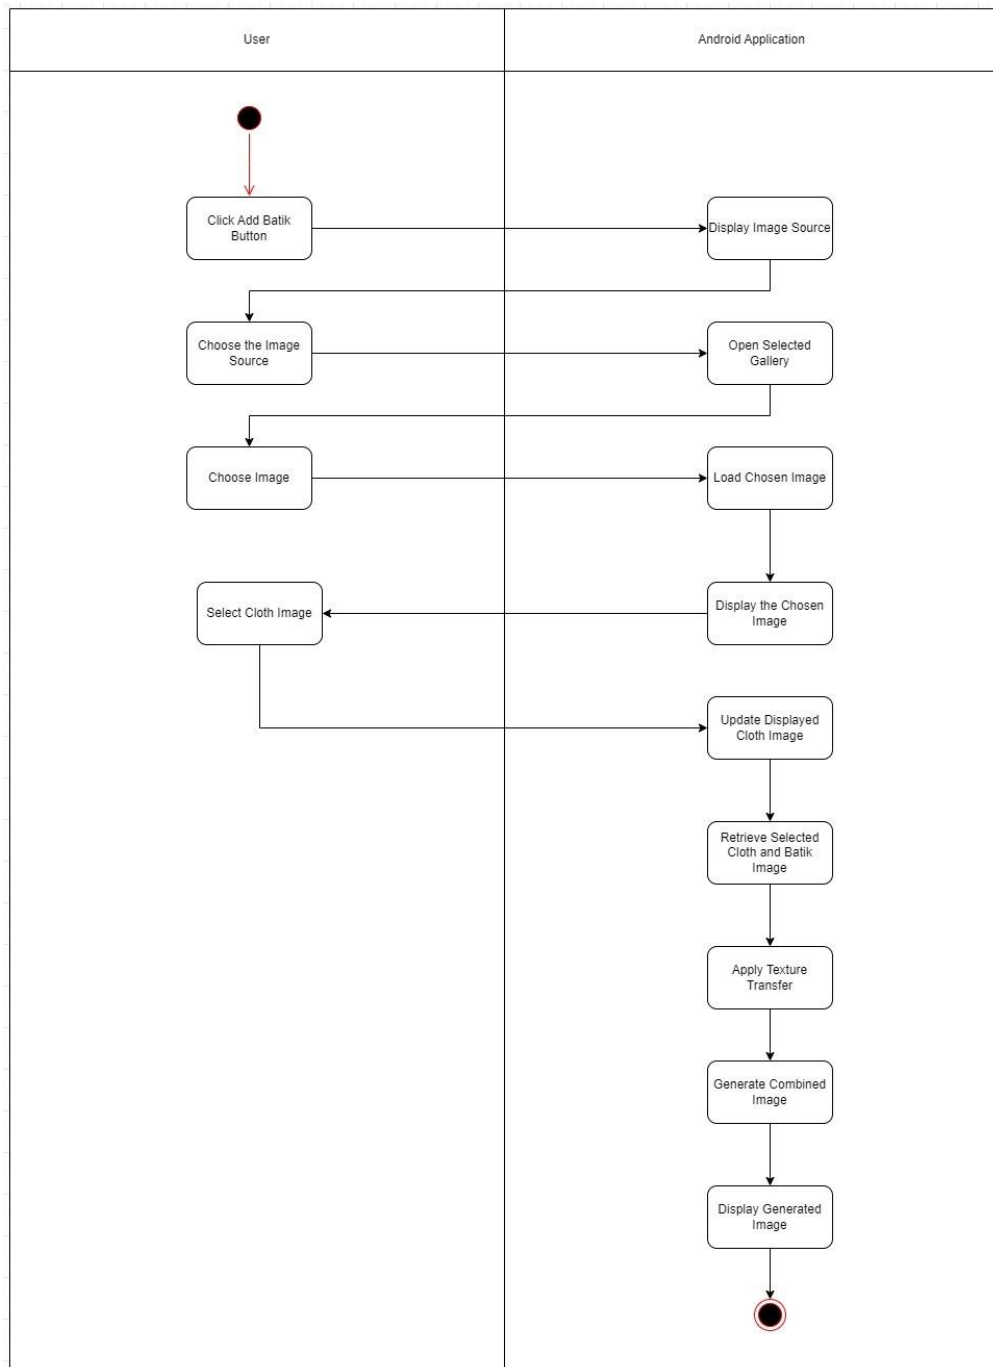 User
Android Application
Click Add Batik
Button
Display Image Source
Choose the Image
Source
Open Selected
Gallery
Choose Image
Load Chosen Image
Select Cloth Image
Display the Chosen
Image
Update Displayed
Cloth Image
Retrieve Selected
Cloth and Batik
Image
Apply Texture
Transfer
Generate Combined
Image
Display Generated
Image